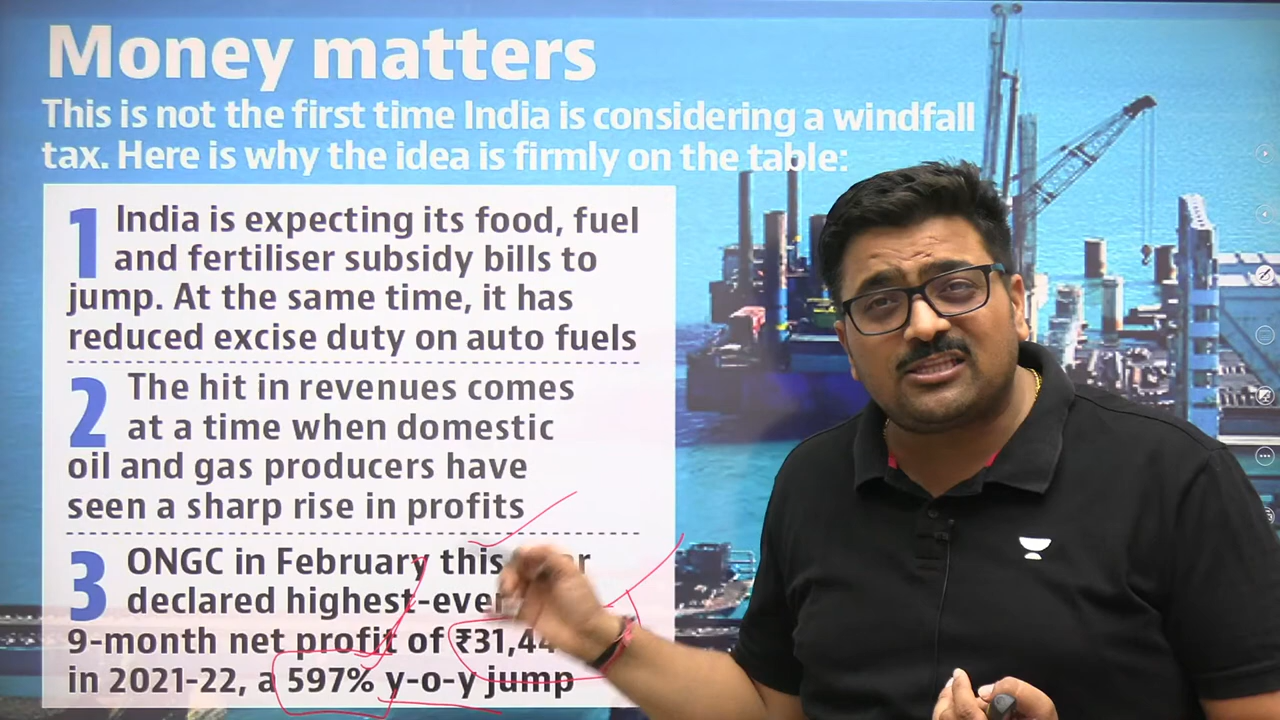 Money matters
This is not the first time India is considering a windfall
tax. Here is why the idea is firmly on the table:
1 India is expecting its food, fuel
and fertiliser subsidy bills to
jump. At the same time, it has
reduced excise duty on auto fuels
2 The hit in revenues comes
at a time when domestic
oil and gas producers have
seen a sharp rise in profits
3 ONGC in February this
declared highest-ever
9-month net profit of
in 2021-22, a 597% y-o-y jump